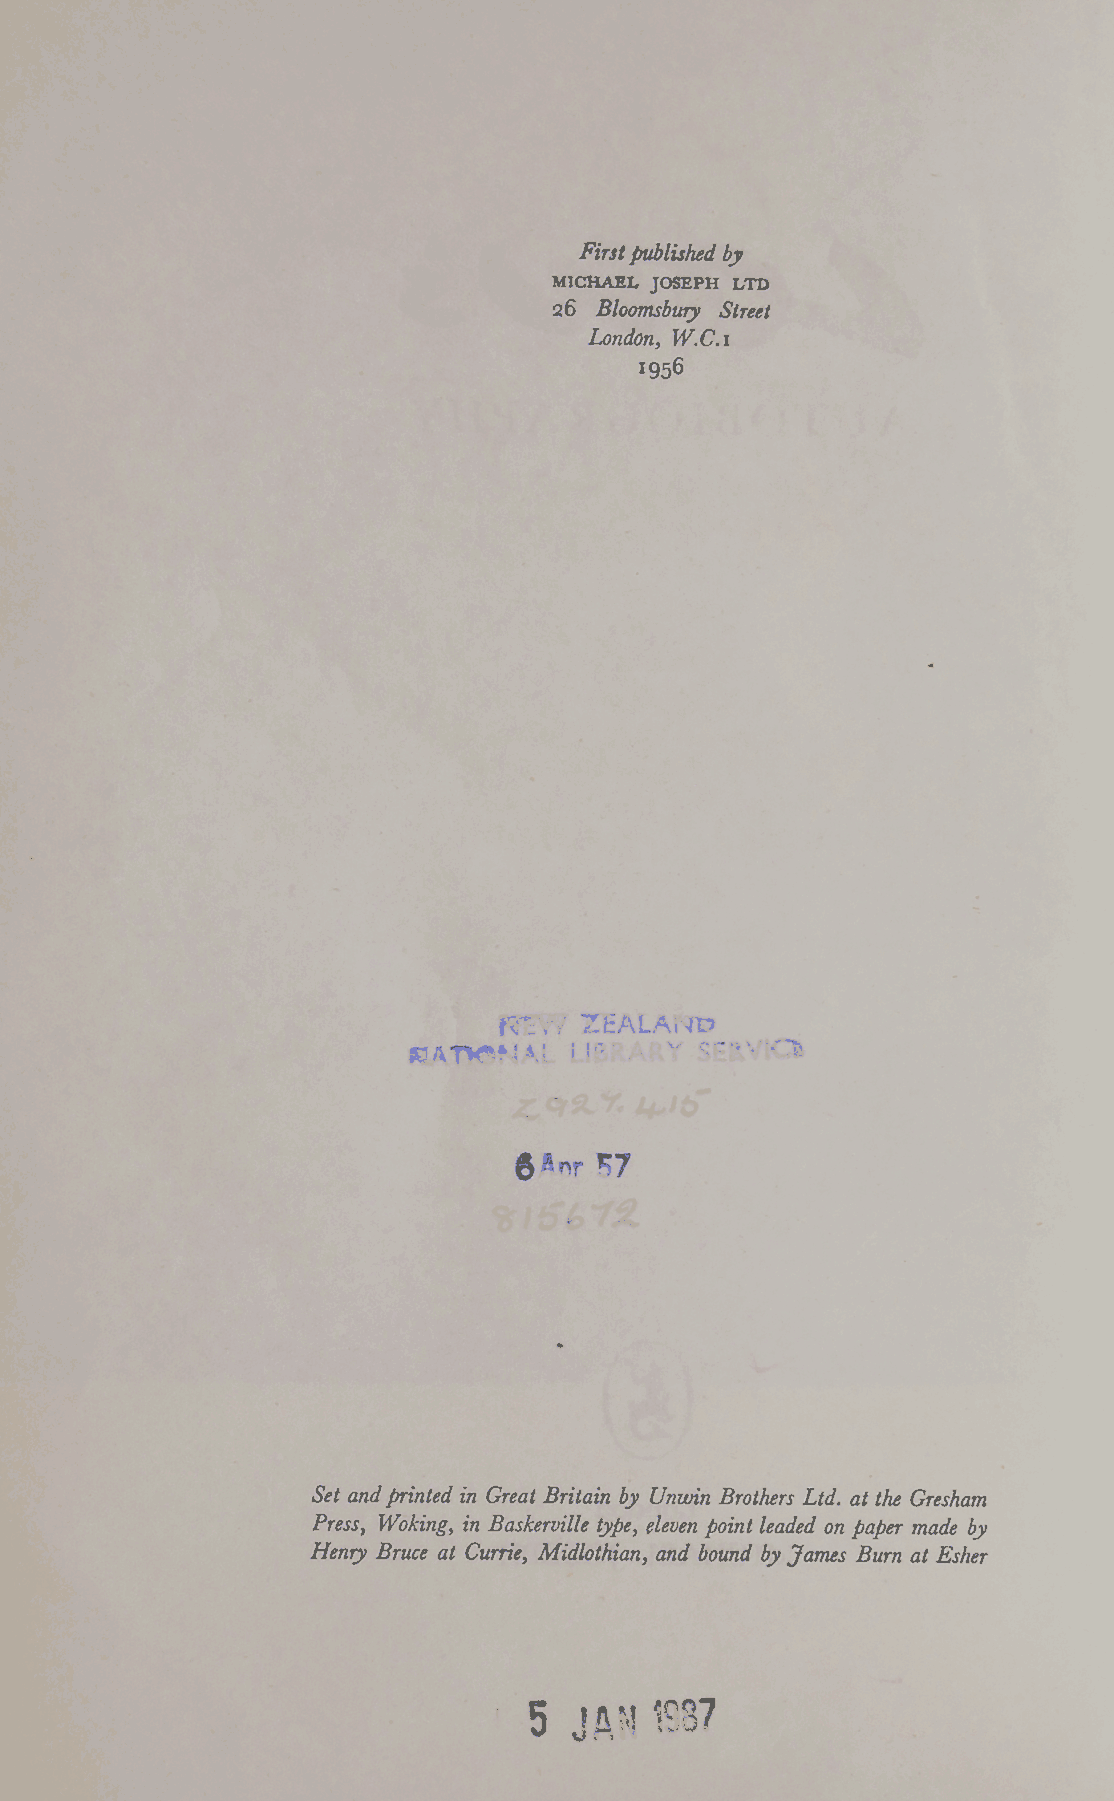 First published by
MICHAEL JOSEPH LTD
26 Bloomsbury Street
London, W.C.1
1956
NEW ZEALAND
NATIONAL LIBRARY SERVICE
Z927.415
6 Apr 57
815672
Set and printed in Great Britain by Unwin Brothers Ltd. at the Gresham
Press, Woking, in Baskerville type, eleven point leaded on paper made by
Henry Bruce at Currie, Midlothian, and bound by James Burn at Esher
5 JAN 1987